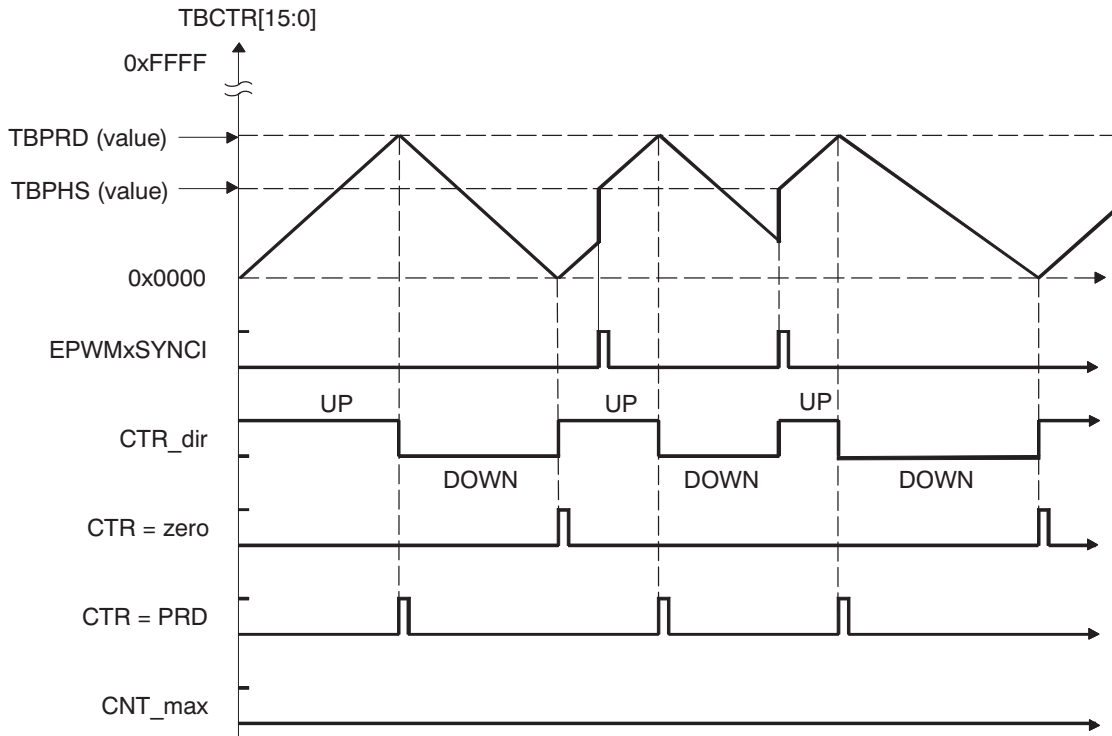 TBCTR[15:0]
0xFFFF
TBPRD (value)
TBPHS (value)
0x0000
EPWMxSYNCI
UP UP UP
CTR_dir
DOWN DOWN DOWN
CTR = zero
CTR = PRD
CNT_max